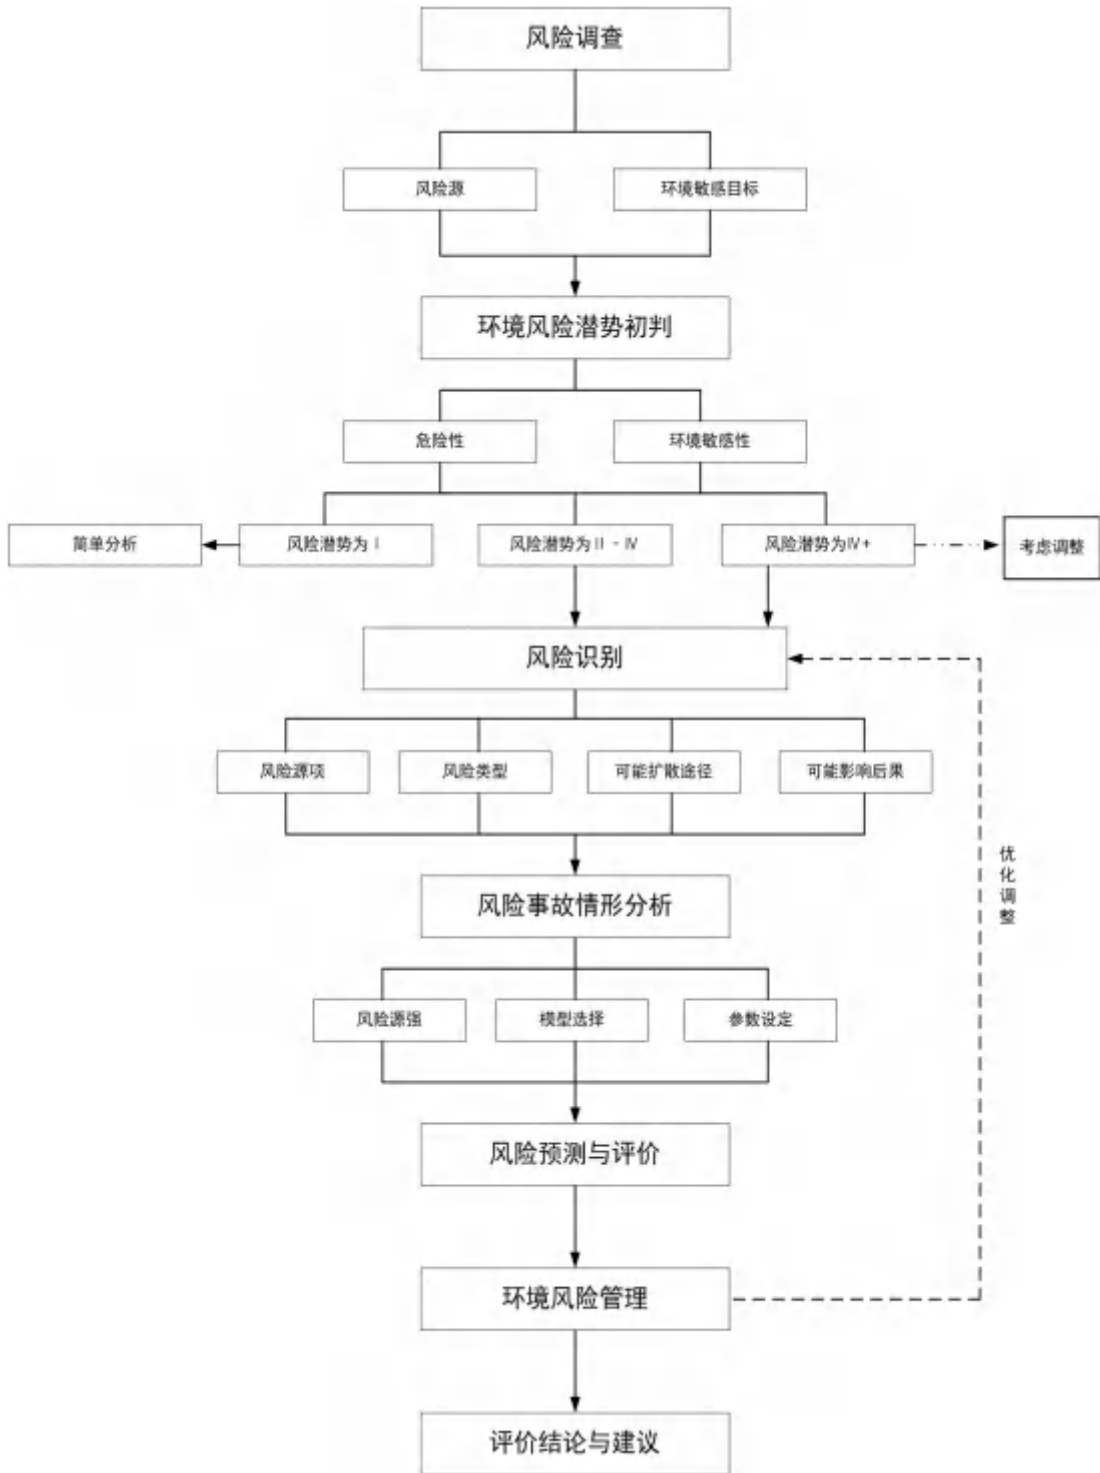 风险调查
风险源
环境敏感目标
环境风险潜势初判
危险性
环境敏感性
简单分析
风险潜势为Ⅰ
风险潜势为Ⅱ-Ⅳ
风险潜势为Ⅳ+
考虑调整
风险识别
风险源项
风险类型
可能扩散途径
可能影响后果
优化调整
风险事故情形分析
风险源强
模型选择
参数设定
风险预测与评价
环境风险管理
评价结论与建议